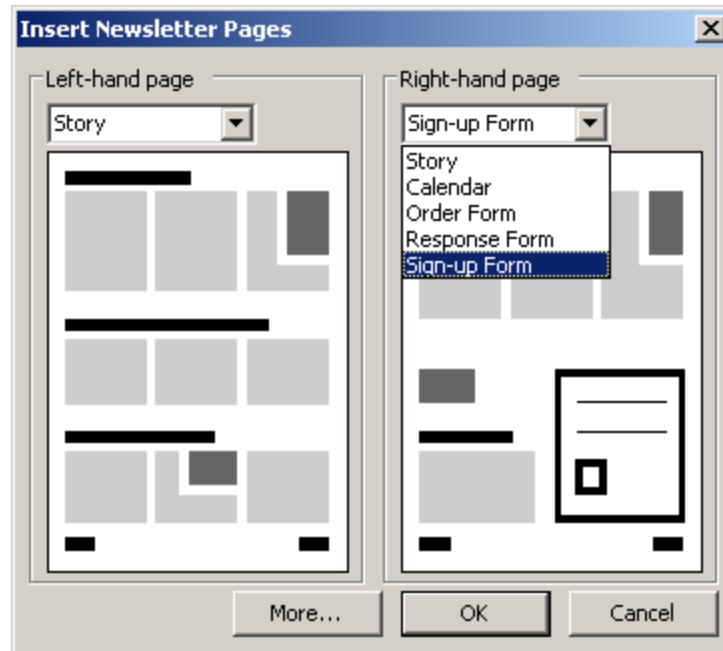 Insert Newsletter Pages
Left-hand page
Story
Right-hand page
Sign-up Form
Story
Calendar
Order Form
Response Form
Sign-up Form
More...
OK
Cancel